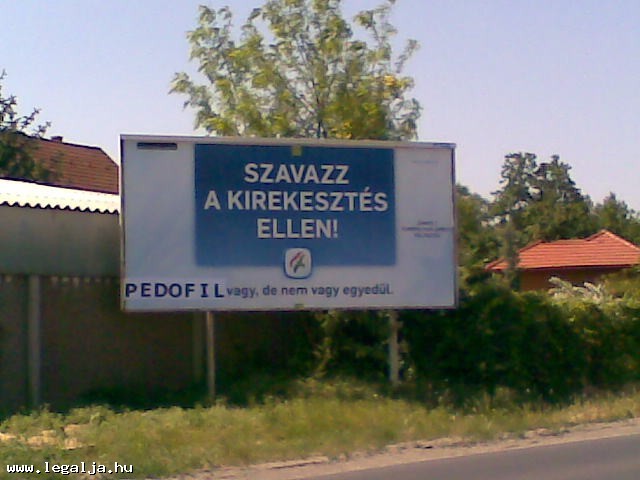 SZAVAZZ
A KIREKESZTÉS
ELLEN!
PEDOFIL vagy, de nem vagy egyedül.
www.legalja.hu